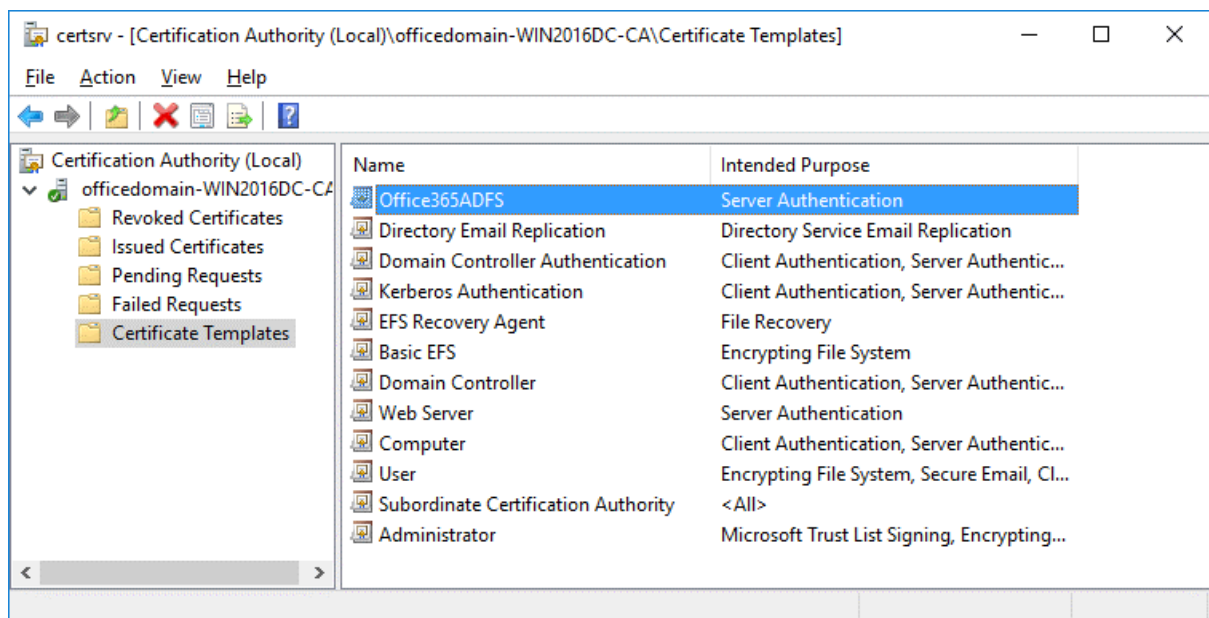 certsrv - [Certification Authority (Local)\officedomain-WIN2016DC-CA\Certificate Templates]
File Action View Help
Certification Authority (Local)
officedomain-WIN2016DC-CA
Revoked Certificates
Issued Certificates
Pending Requests
Failed Requests
Certificate Templates
Name Intended Purpose
Office365ADFS Server Authentication
Directory Email Replication Directory Service Email Replication
Domain Controller Authentication Client Authentication, Server Authentic...
Kerberos Authentication Client Authentication, Server Authentic...
EFS Recovery Agent File Recovery
Basic EFS Encrypting File System
Domain Controller Client Authentication, Server Authentic...
Web Server Server Authentication
Computer Client Authentication, Server Authentic...
User Encrypting File System, Secure Email, Cl...
Subordinate Certification Authority <All>
Administrator Microsoft Trust List Signing, Encrypting...